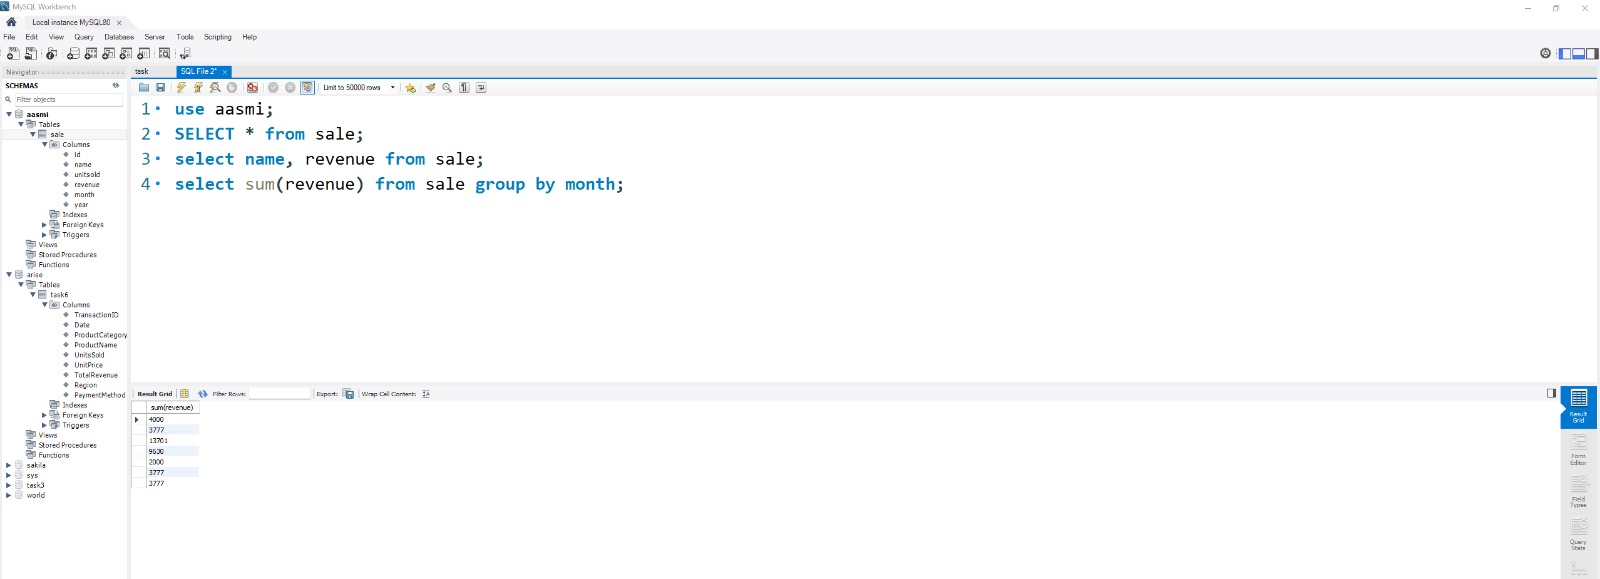 MySQL Workbench
Local instance MySQL80 ×
File Edit View Query Database Server Tools Scripting Help
Navigator
SCHEMAS
Filter objects
aasmi
Tables
sale
Columns
id
name
unitsold
revenue
month
year
Indexes
Foreign Keys
Triggers
Views
Stored Procedures
Functions
arise
Tables
task6
Columns
TransactionID
Date
ProductCategory
ProductName
UnitsSold
UnitPrice
TotalRevenue
Region
PaymentMethod
Indexes
Foreign Keys
Triggers
Views
Stored Procedures
Functions
sakila
sys
task3
world
task SQL File 2* ×
Limit to 50000 rows
1 use aasmi;
2 SELECT * from sale;
3 select name, revenue from sale;
4 select sum(revenue) from sale group by month;
Result Grid Filter Rows: Export: Wrap Cell Content:
sum(revenue)
4000
3777
13701
9630
2000
3777
3777
Result
Grid
Form
Editor
Field
Types
Query
Stats